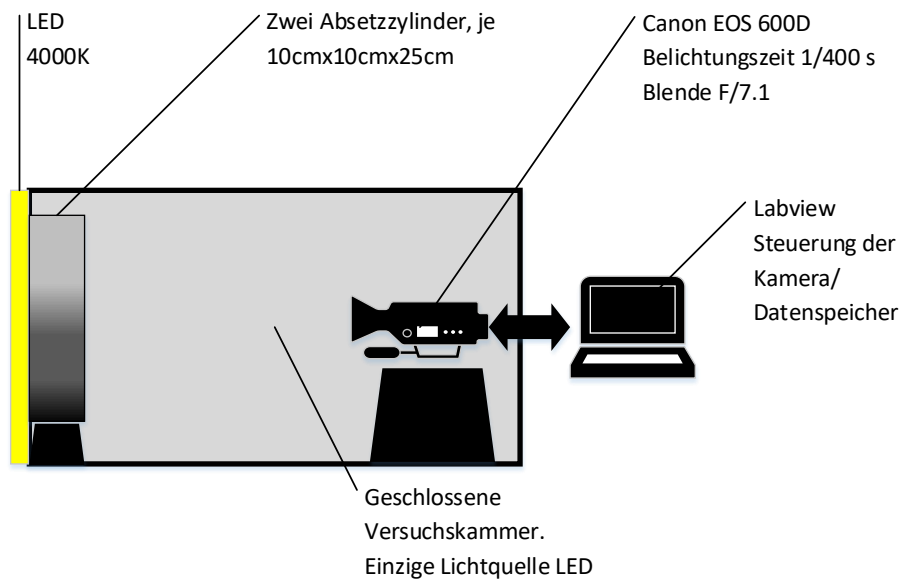 LED
4000K
Zwei Absetzzylinder, je
10cmx10cmx25cm
Canon EOS 600D
Belichtungszeit 1/400 s
Blende F/7.1
Labview
Steuerung der
Kamera/
Datenspeicher
Geschlossene
Versuchskammer.
Einzige Lichtquelle LED